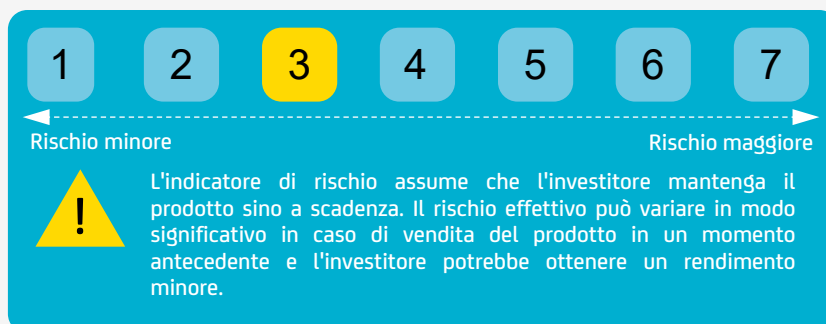 1 2 3 4 5 6 7
Rischio minore Rischio maggiore
!
L'indicatore di rischio assume che l'investitore mantenga il
prodotto sino a scadenza. Il rischio effettivo può variare in modo
significativo in caso di vendita del prodotto in un momento
antecedente e l'investitore potrebbe ottenere un rendimento
minore.